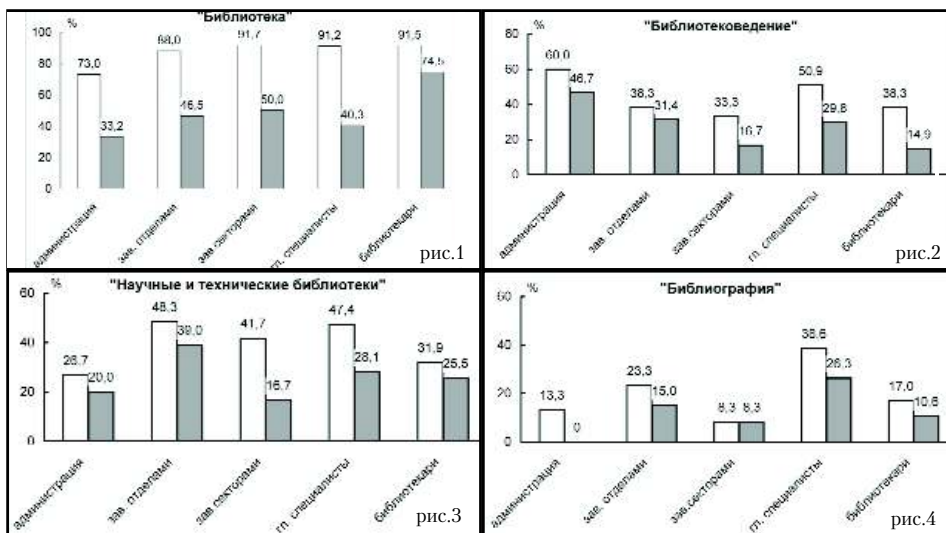 "Библиотека"
%
100
80
60
40
20
0
73,0
33,2
88,0
46,5
91,7
50,0
91,2
40,3
91,5
74,5
администрация
зав. отделами
зав.секторами
гл. специалисты
библиотекари
рис.1
"Библиотековедение"
%
80
60
40
20
0
60,0
46,7
38,3
31,4
33,3
16,7
50,9
29,8
38,3
14,9
администрация
зав. отделами
зав.секторами
гл. специалисты
библиотекари
рис.2
"Научные и технические библиотеки"
%
60
40
20
0
26,7
20,0
48,3
39,0
41,7
16,7
47,4
28,1
31,9
25,5
администрация
зав. отделами
зав.секторами
гл. специалисты
библиотекари
рис.3
"Библиография"
%
60
40
20
0
13,3
0
23,3
15,0
8,3
8,3
38,6
26,3
17,0
10,6
администрация
зав. отделами
зав.секторами
гл. специалисты
библиотекари
рис.4